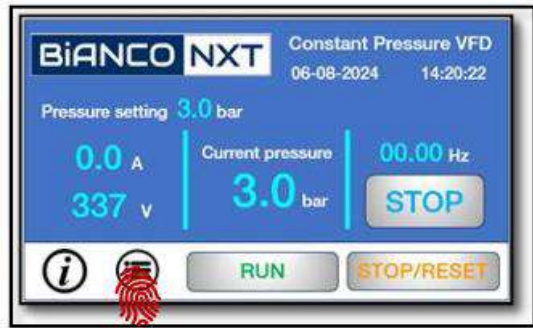 BiANCO NXT
Constant Pressure VFD
06-08-2024 14:20:22
Pressure setting 3.0 bar
0.0 A
Current pressure
00.00 Hz
337 V
3.0 bar
STOP
i
RUN
STOP/RESET